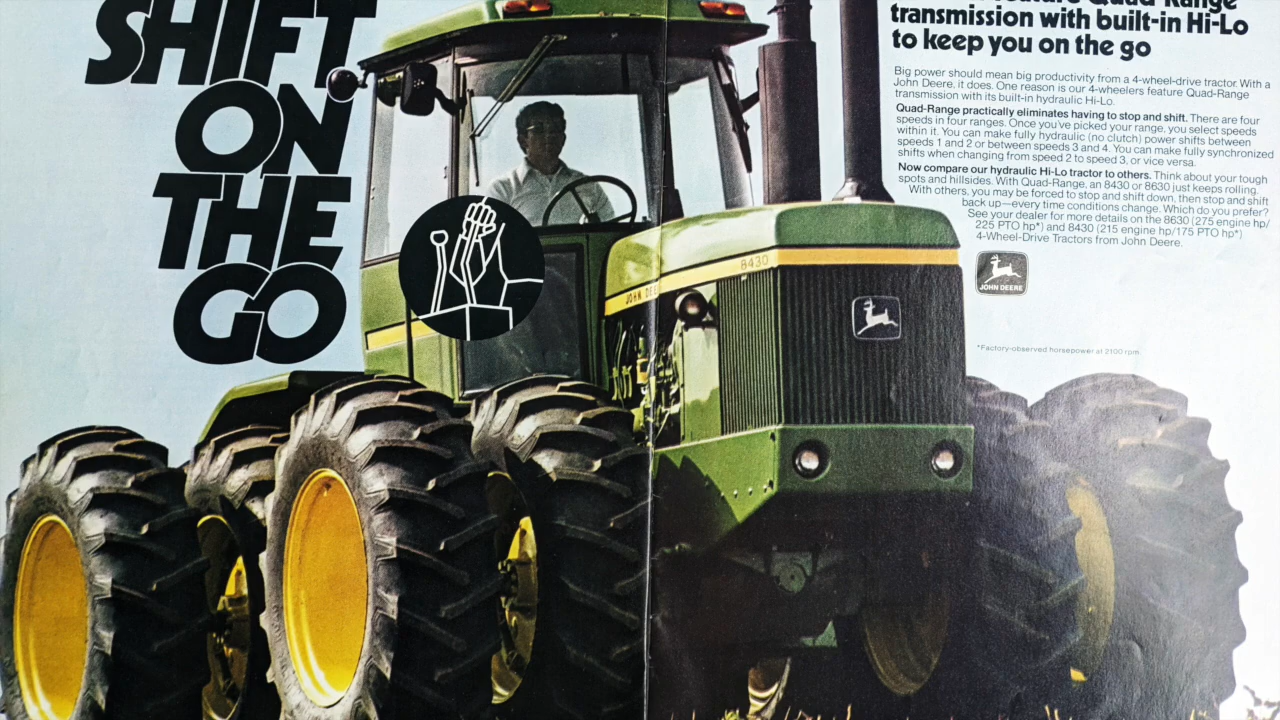 SHIFT
ON
THE
GO
feature Quad-Range
transmission with built-in Hi-Lo
to keep you on the go
Big power should mean big productivity from a 4-wheel-drive tractor. With a
John Deere, it does. One reason is our 4-wheelers feature Quad-Range
transmission with its built-in hydraulic Hi-Lo.
Quad-Range practically eliminates having to stop and shift. There are four
speeds in four ranges. Once you've picked your range, you select speeds
within it. You can make fully hydraulic (no clutch) power shifts between
speeds 1 and 2 or between speeds 3 and 4. You can make fully synchronized
shifts when changing from speed 2 to speed 3, or vice versa.
Now compare our hydraulic Hi-Lo tractor to others. Think about your tough
spots and hillsides. With Quad-Range, an 8430 or 8630 just keeps rolling.
With others, you may be forced to stop and shift down, then stop and shift
back up—every time conditions change. Which do you prefer?
See your dealer for more details on the 8630 (275 engine hp/
225 PTO hp*) and 8430 (215 engine hp/175 PTO hp*)
4-Wheel-Drive Tractors from John Deere.
JOHN DEERE
*Factory-observed horsepower at 2100 rpm.
8430
JOHN DEE